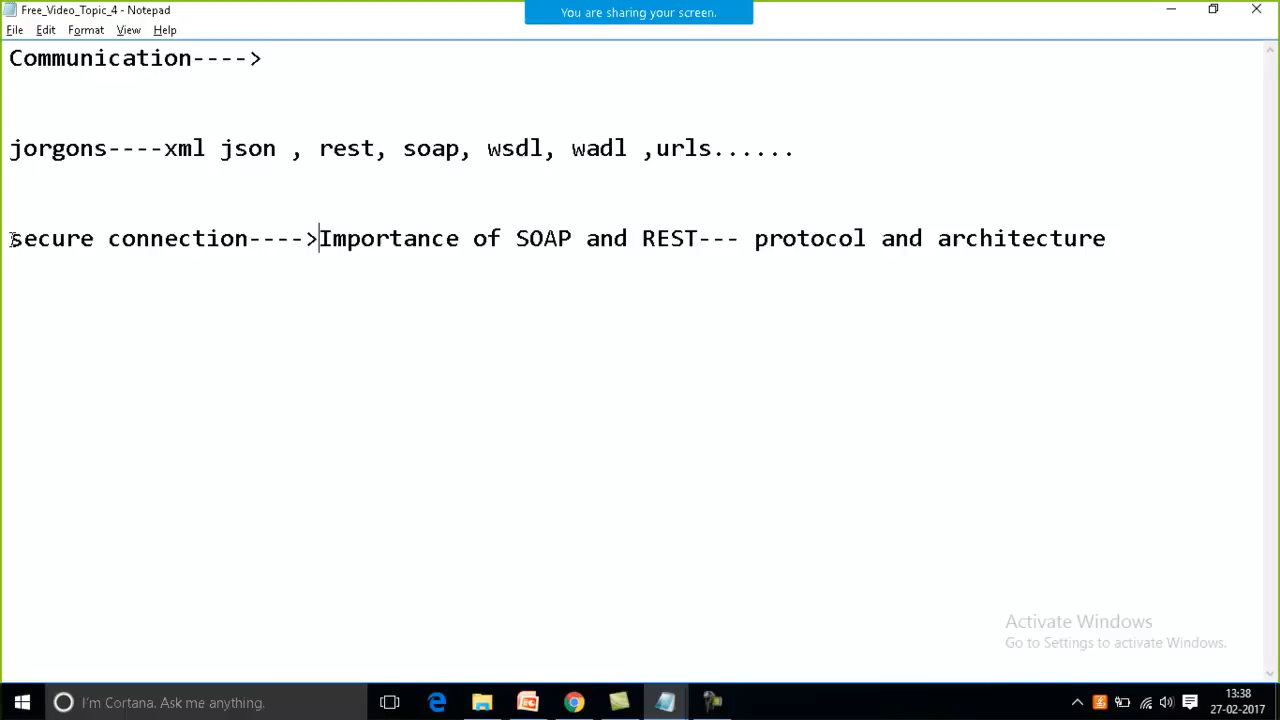 Free_Video_Topic_4 - Notepad
You are sharing your screen.
File Edit Format View Help
Communication---->
jorgons----xml json , rest, soap, wsdl, wadl ,urls......
secure connection---->Importance of SOAP and REST--- protocol and architecture
Activate Windows
Go to Settings to activate Windows.
I'm Cortana. Ask me anything.
13:38
27-02-2017